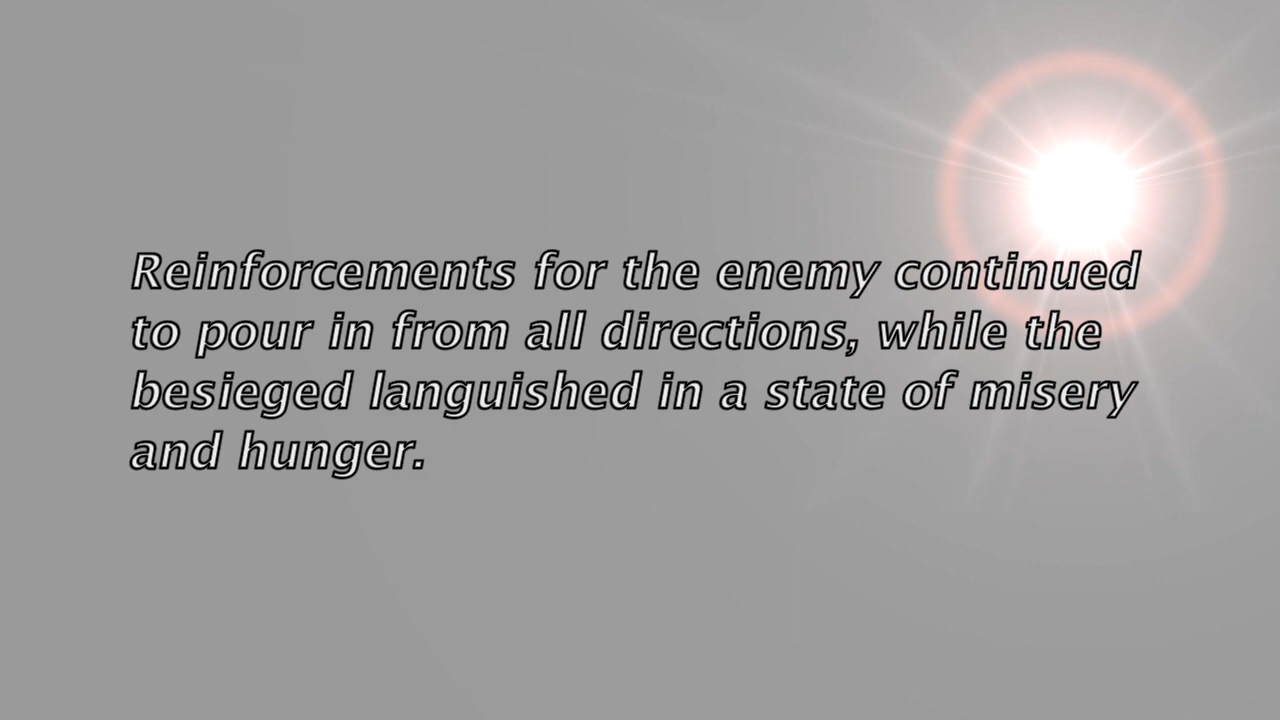 Reinforcements for the enemy continued
to pour in from all directions, while the
besieged languished in a state of misery
and hunger.